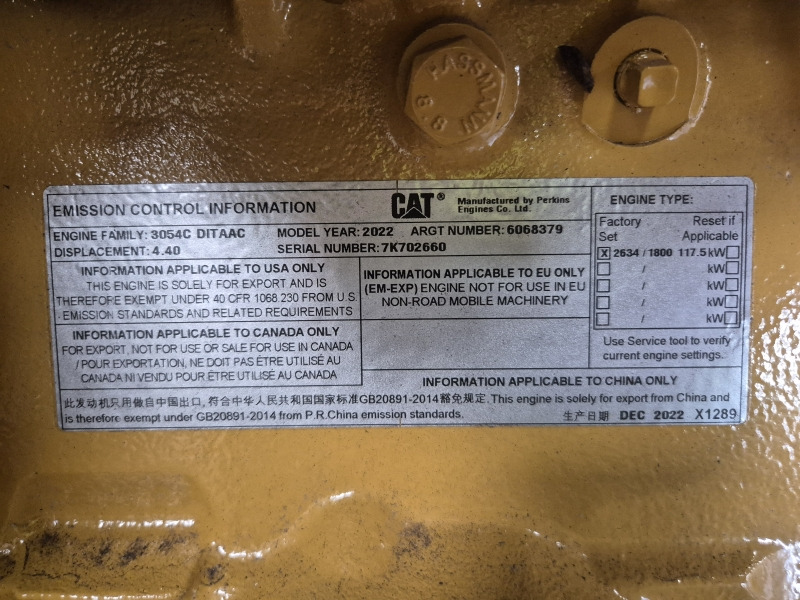 FASSMANN
8.8
EMISSION CONTROL INFORMATION
CAT®
Manufactured by Perkins
Engines Co. Ltd.
ENGINE FAMILY: 3054C DITAAC MODEL YEAR: 2022 ARGT NUMBER: 6068379
DISPLACEMENT: 4.40 SERIAL NUMBER: 7K702660
INFORMATION APPLICABLE TO USA ONLY
THIS ENGINE IS SOLELY FOR EXPORT AND IS
THEREFORE EXEMPT UNDER 40 CFR 1068.230 FROM U.S.
EMISSION STANDARDS AND RELATED REQUIREMENTS
INFORMATION APPLICABLE TO EU ONLY
(EM-EXP) ENGINE NOT FOR USE IN EU
NON-ROAD MOBILE MACHINERY
INFORMATION APPLICABLE TO CANADA ONLY
FOR EXPORT, NOT FOR USE OR SALE FOR USE IN CANADA
/ POUR EXPORTATION, NE DOIT PAS ÊTRE UTILISÉ AU
CANADA NI VENDU POUR ÊTRE UTILISÉ AU CANADA
ENGINE TYPE:
Factory Reset if
Set Applicable
X 2634 / 1800 117.5 kW
/ kW
/ kW
/ kW
/ kW
Use Service tool to verify
current engine settings.
INFORMATION APPLICABLE TO CHINA ONLY
此发动机只用做自中国出口, 符合中华人民共和国国家标准GB20891-2014豁免规定. This engine is solely for export from China and
is therefore exempt under GB20891-2014 from P.R.China emission standards. 生产日期 DEC 2022 X1289